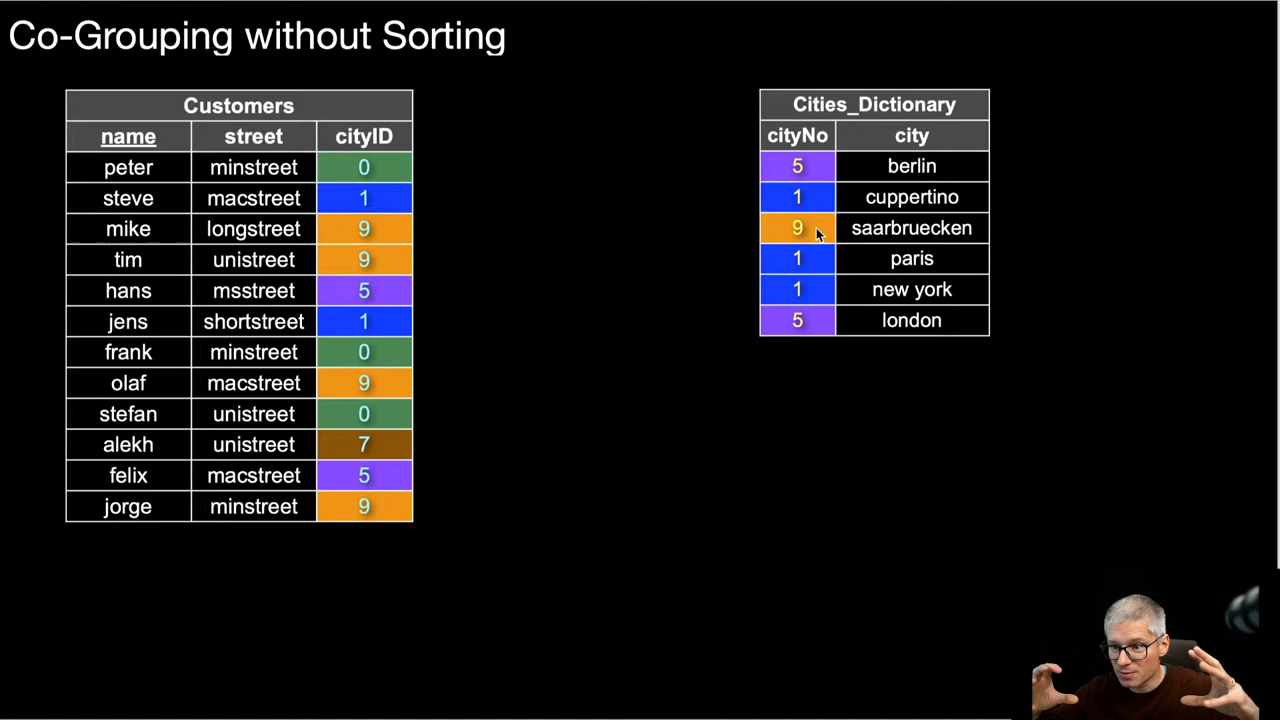 Co-Grouping without Sorting
Customers
name street cityID
peter minstreet 0
steve macstreet 1
mike longstreet 9
tim unistreet 9
hans msstreet 5
jens shortstreet 1
frank minstreet 0
olaf macstreet 9
stefan unistreet 0
alekh unistreet 7
felix macstreet 5
jorge minstreet 9
Cities_Dictionary
cityNo city
5 berlin
1 cuppertino
9 saarbruecken
1 paris
1 new york
5 london